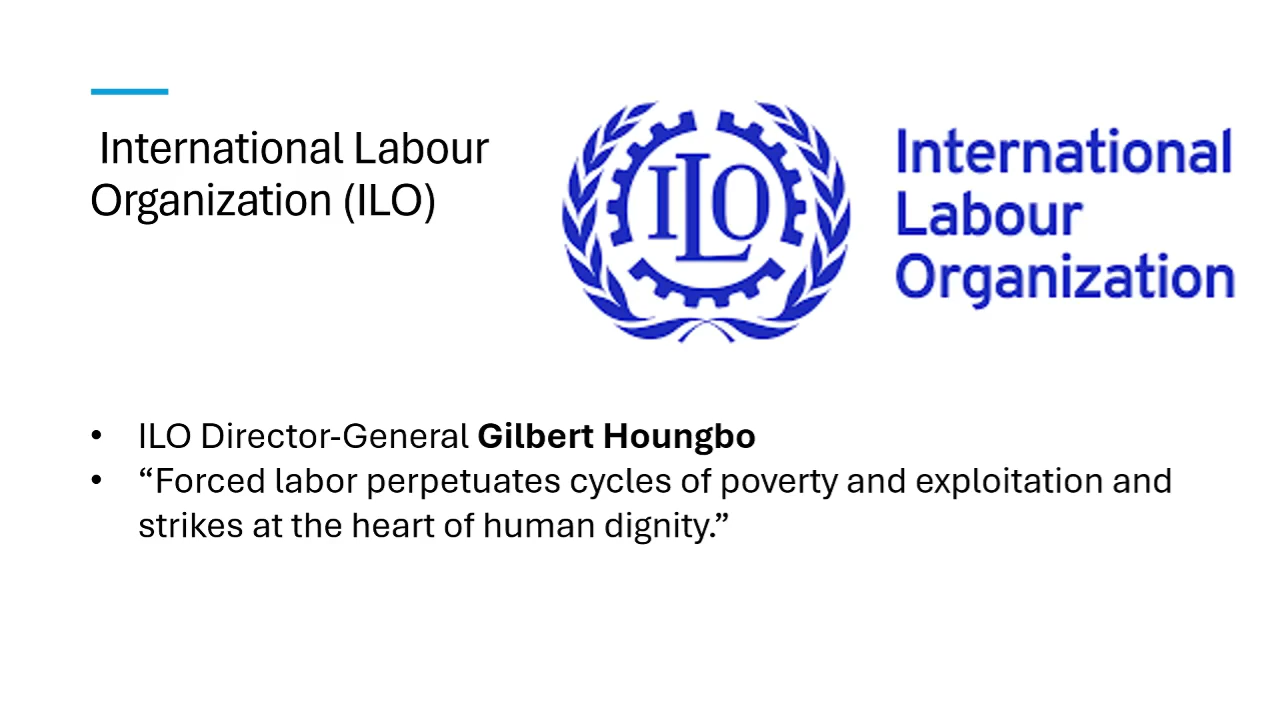 International Labour
Organization (ILO)
ILO
International
Labour
Organization
• ILO Director-General Gilbert Houngbo
• “Forced labor perpetuates cycles of poverty and exploitation and
strikes at the heart of human dignity.”